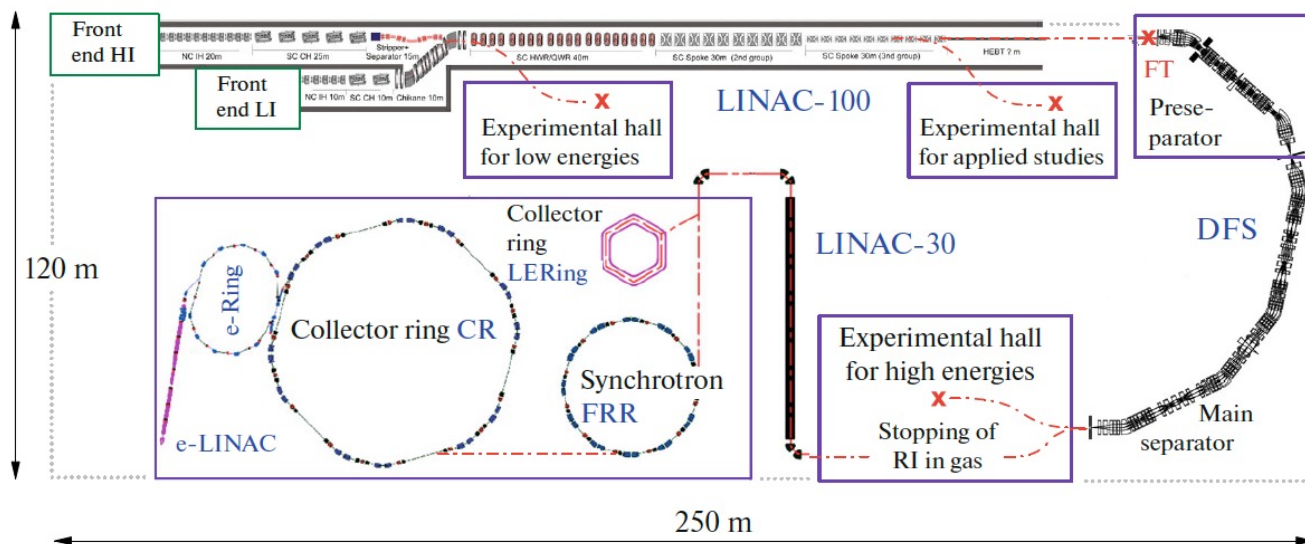 Front
end HI
NC IH 20m
SC CH 25m
Stripper+
Separator 15m
SC HWR/QWR 40m
SC Spoke 30m (2nd group)
SC Spoke 30m (3rd group)
HEBT ? m
Front
end LI
NC IH 10m
SC CH 10m
Chikane 10m
x
Experimental hall
for low energies
LINAC-100
x
Experimental hall
for applied studies
x
FT
Prese-
parator
120 m
Collector
ring
LERing
LINAC-30
DFS
e-Ring
Collector ring CR
Synchrotron
FRR
e-LINAC
Experimental hall
for high energies
x
Stopping of
RI in gas
Main
separator
250 m